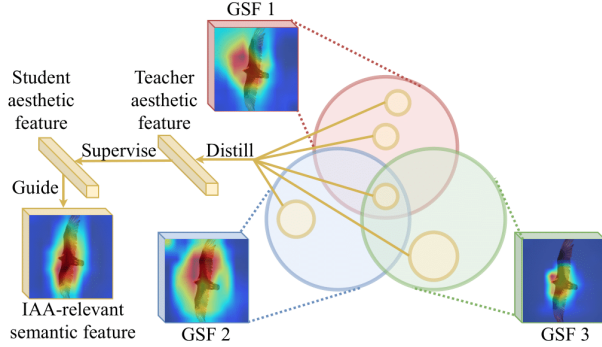 GSF 1
Student
aesthetic
feature
Teacher
aesthetic
feature
Supervise
Distill
Guide
IAA-relevant
semantic feature
GSF 2
GSF 3